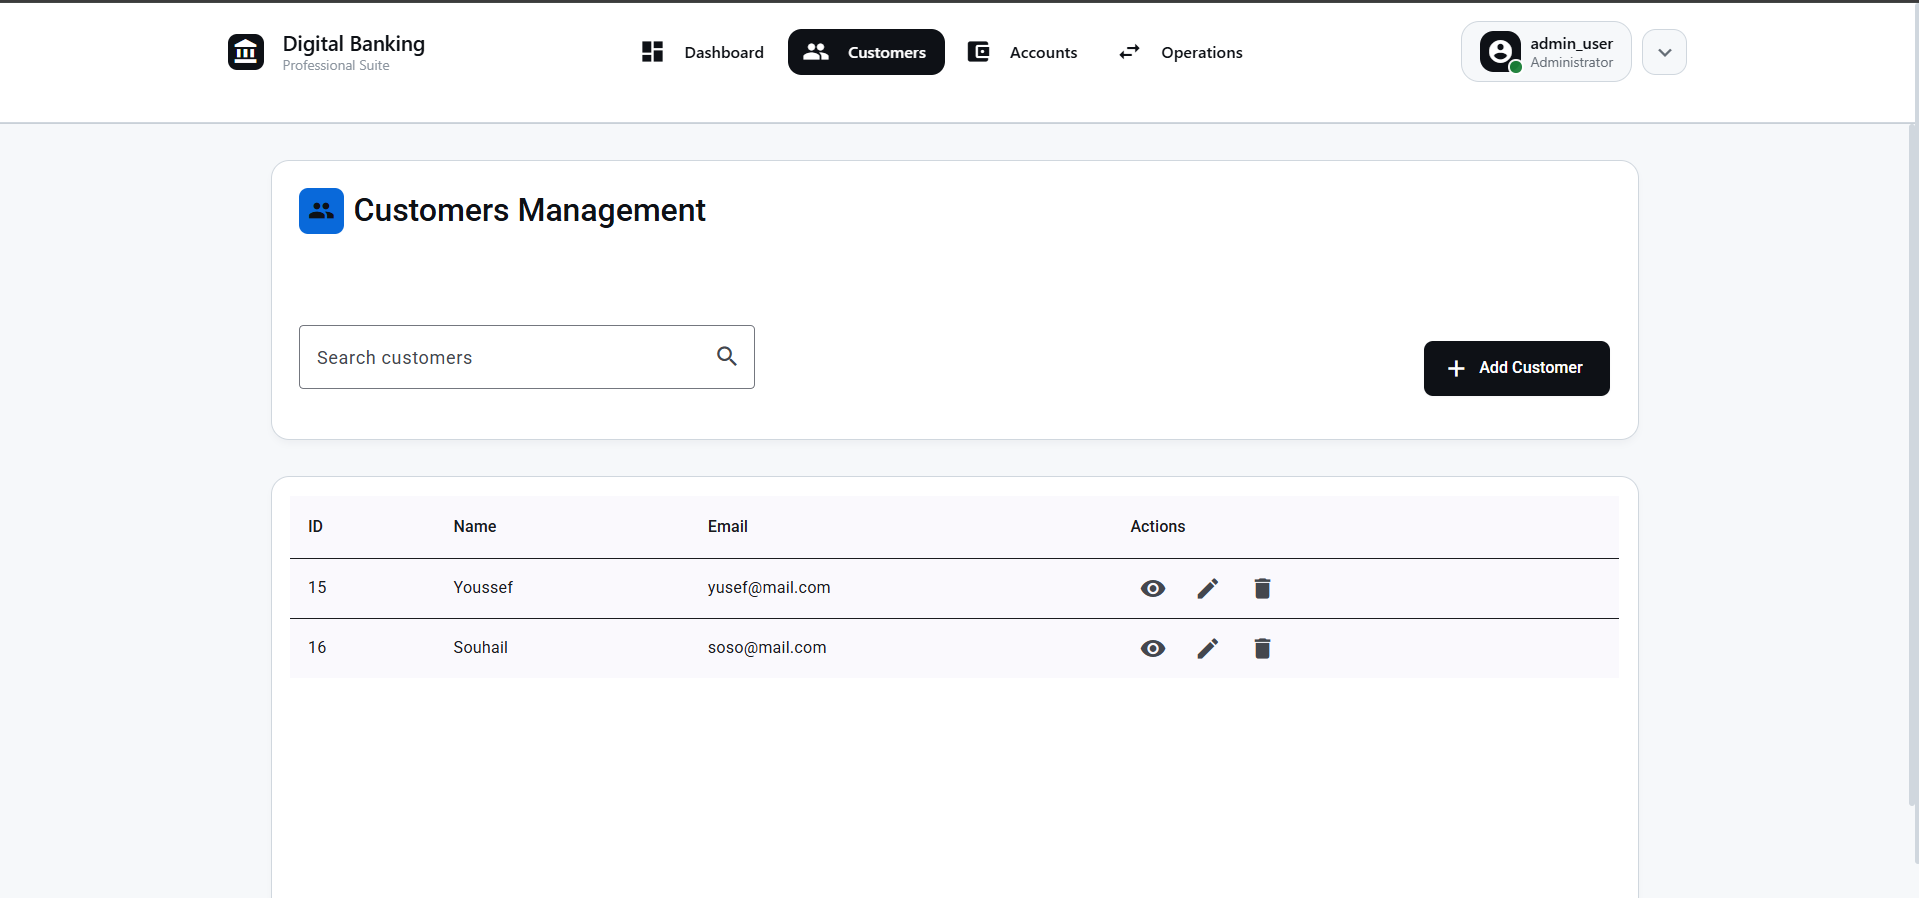 Digital Banking
Professional Suite
Dashboard
Customers
Accounts
Operations
admin_user
Administrator
Customers Management
Search customers
Add Customer
ID Name Email Actions
15 Youssef yusef@mail.com
16 Souhail soso@mail.com